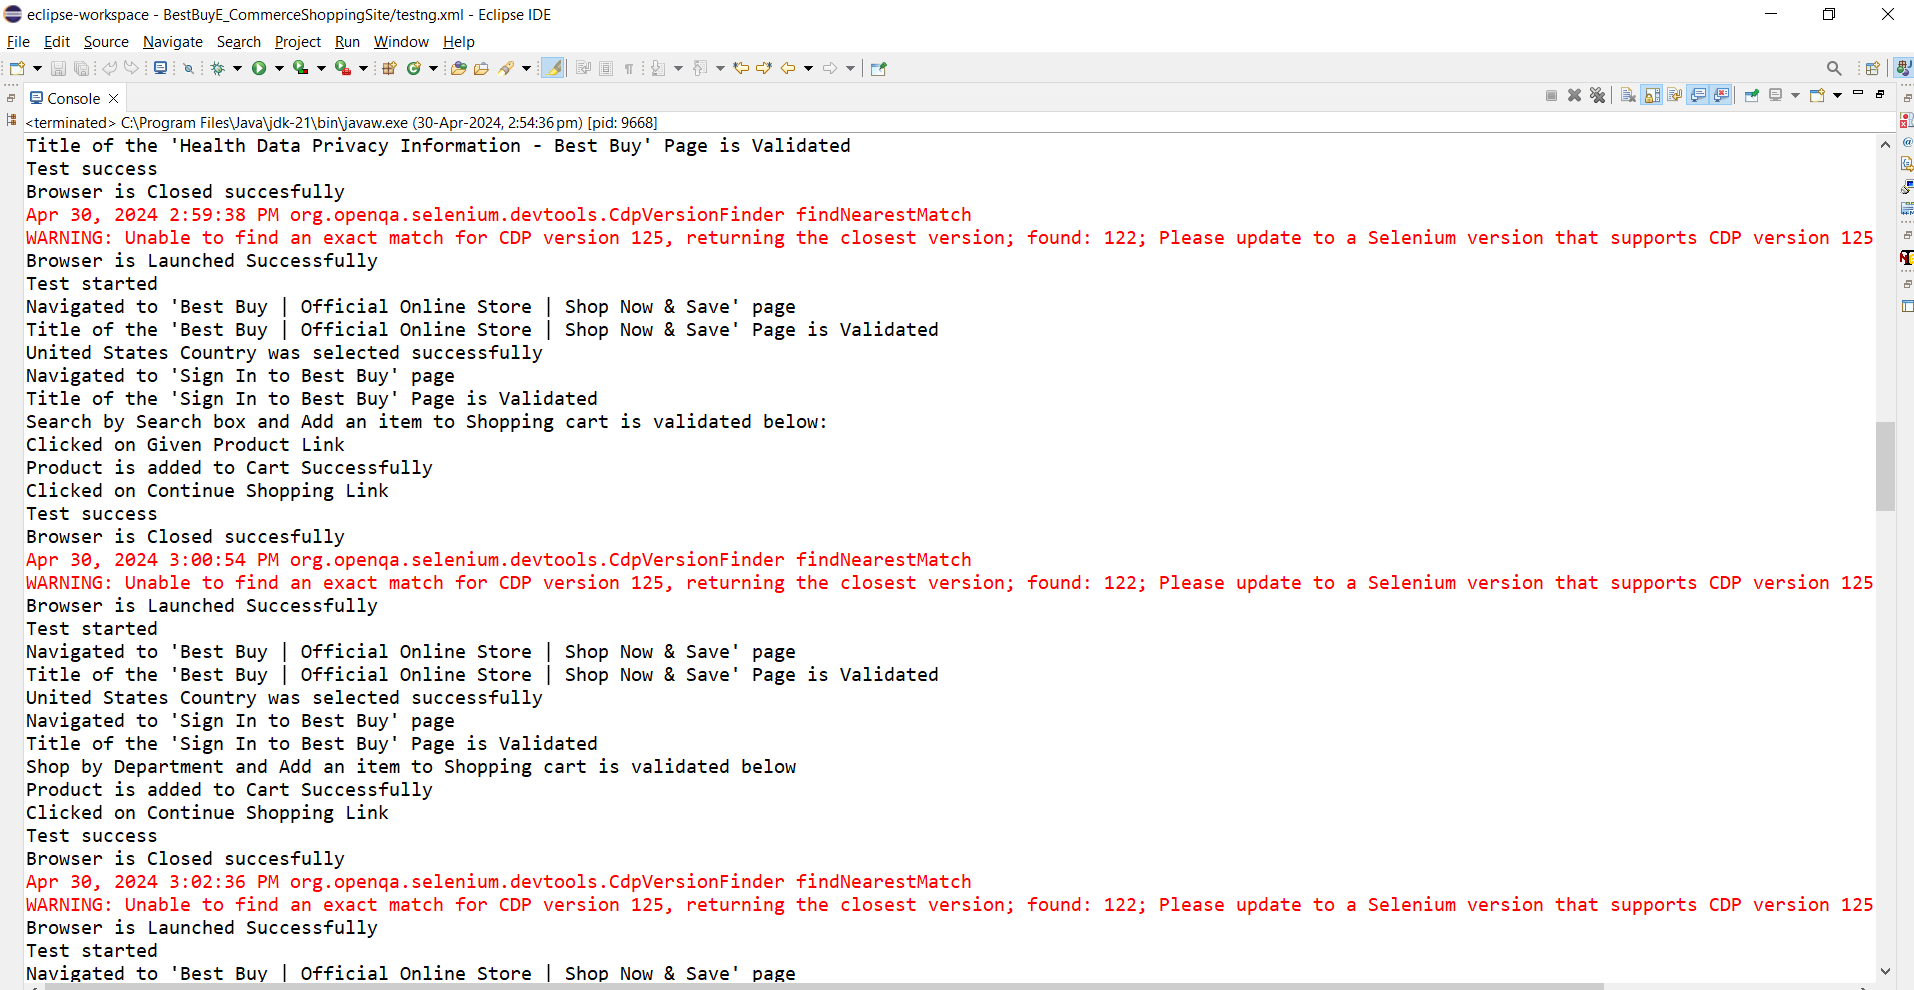 eclipse-workspace - BestBuyE_CommerceShoppingSite/testng.xml - Eclipse IDE
File Edit Source Navigate Search Project Run Window Help
Console
<terminated> C:\Program Files\Java\jdk-21\bin\javaw.exe (30-Apr-2024, 2:54:36 pm) [pid: 9668]
Title of the 'Health Data Privacy Information - Best Buy' Page is Validated
Test success
Browser is Closed succesfully
Apr 30, 2024 2:59:38 PM org.openqa.selenium.devtools.CdpVersionFinder findNearestMatch
WARNING: Unable to find an exact match for CDP version 125, returning the closest version; found: 122; Please update to a Selenium version that supports CDP version 125
Browser is Launched Successfully
Test started
Navigated to 'Best Buy | Official Online Store | Shop Now & Save' page
Title of the 'Best Buy | Official Online Store | Shop Now & Save' Page is Validated
United States Country was selected successfully
Navigated to 'Sign In to Best Buy' page
Title of the 'Sign In to Best Buy' Page is Validated
Search by Search box and Add an item to Shopping cart is validated below:
Clicked on Given Product Link
Product is added to Cart Successfully
Clicked on Continue Shopping Link
Test success
Browser is Closed succesfully
Apr 30, 2024 3:00:54 PM org.openqa.selenium.devtools.CdpVersionFinder findNearestMatch
WARNING: Unable to find an exact match for CDP version 125, returning the closest version; found: 122; Please update to a Selenium version that supports CDP version 125
Browser is Launched Successfully
Test started
Navigated to 'Best Buy | Official Online Store | Shop Now & Save' page
Title of the 'Best Buy | Official Online Store | Shop Now & Save' Page is Validated
United States Country was selected successfully
Navigated to 'Sign In to Best Buy' page
Title of the 'Sign In to Best Buy' Page is Validated
Shop by Department and Add an item to Shopping cart is validated below
Product is added to Cart Successfully
Clicked on Continue Shopping Link
Test success
Browser is Closed succesfully
Apr 30, 2024 3:02:36 PM org.openqa.selenium.devtools.CdpVersionFinder findNearestMatch
WARNING: Unable to find an exact match for CDP version 125, returning the closest version; found: 122; Please update to a Selenium version that supports CDP version 125
Browser is Launched Successfully
Test started
Navigated to 'Best Buy | Official Online Store | Shop Now & Save' page